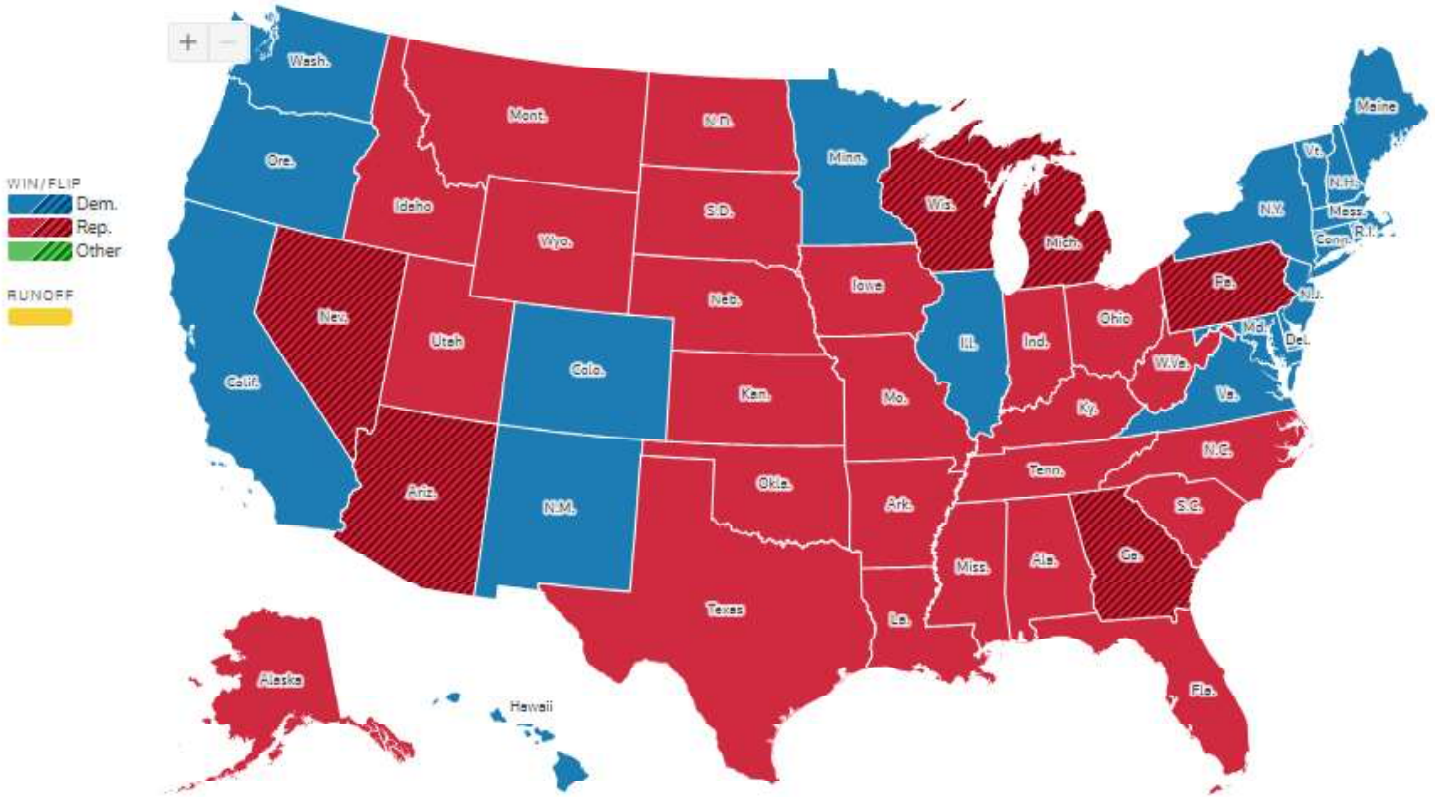 + −
WIN/FLIP
Dem.
Rep.
Other
RUNOFF
Wash.
Mont.
N.D.
Minn.
Maine
Ore.
Idaho
S.D.
Wis.
Mich.
Vt.
N.H.
N.Y.
Mass.
Conn.
R.I.
Wyo.
Iowa
Pa.
N.J.
Nev.
Neb.
Ohio
Md.
Del.
Utah
Colo.
Ill.
Ind.
W.Va.
Calif.
Kan.
Mo.
Ky.
Va.
Ariz.
N.M.
Okla.
Ark.
Tenn.
N.C.
S.C.
Texas
La.
Miss.
Ala.
Ga.
Fla.
Alaska
Hawaii